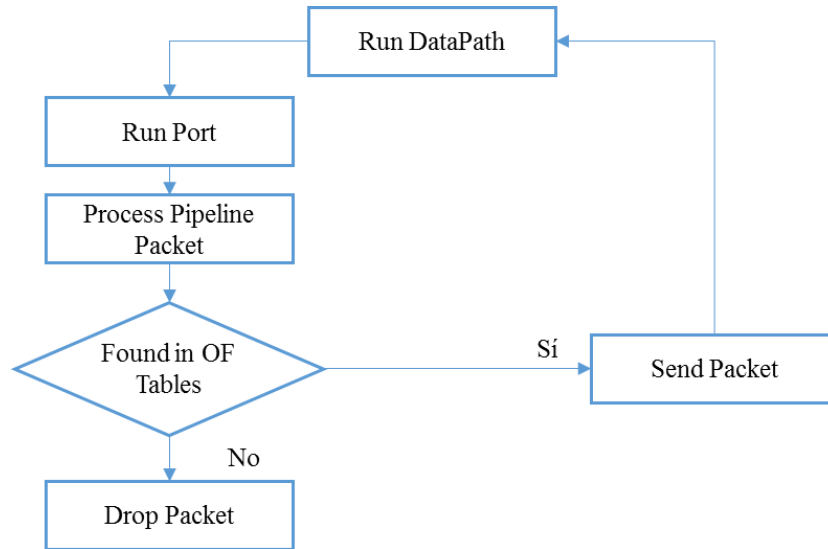 Run DataPath
Run Port
Process Pipeline
Packet
Found in OF
Tables
Sí
Send Packet
No
Drop Packet